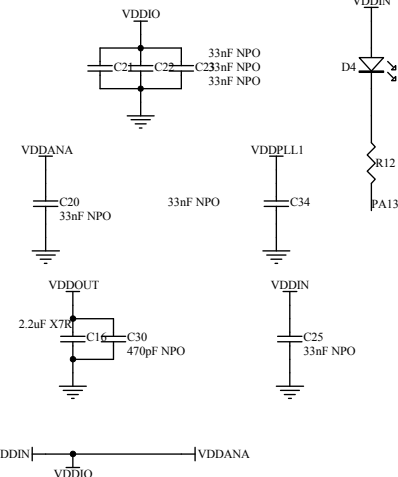 VDDIO
VDDIN
33nF NPO
C21
C22
C23
33nF NPO
33nF NPO
D4
VDDANA
VDDPLL1
R12
C20
33nF NPO
33nF NPO
C34
PA13
VDDOUT
VDDIN
2.2uF X7R
C16
C30
470pF NPO
C25
33nF NPO
DDIN
VDDANA
VDDIO